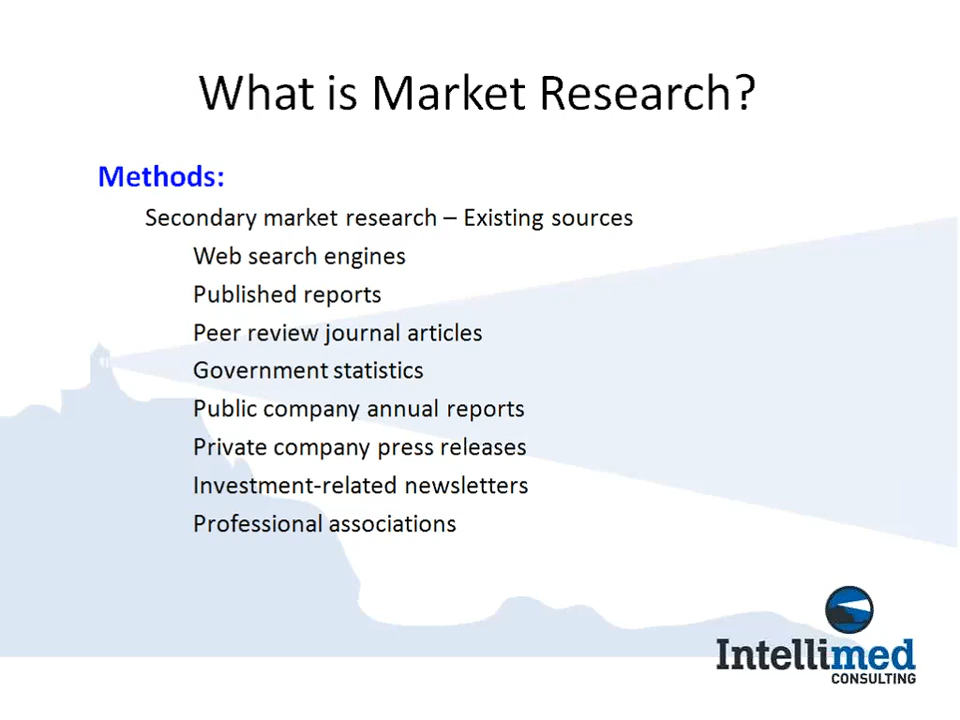 What is Market Research?
Methods:
Secondary market research – Existing sources
Web search engines
Published reports
Peer review journal articles
Government statistics
Public company annual reports
Private company press releases
Investment-related newsletters
Professional associations
Intellimed
CONSULTING